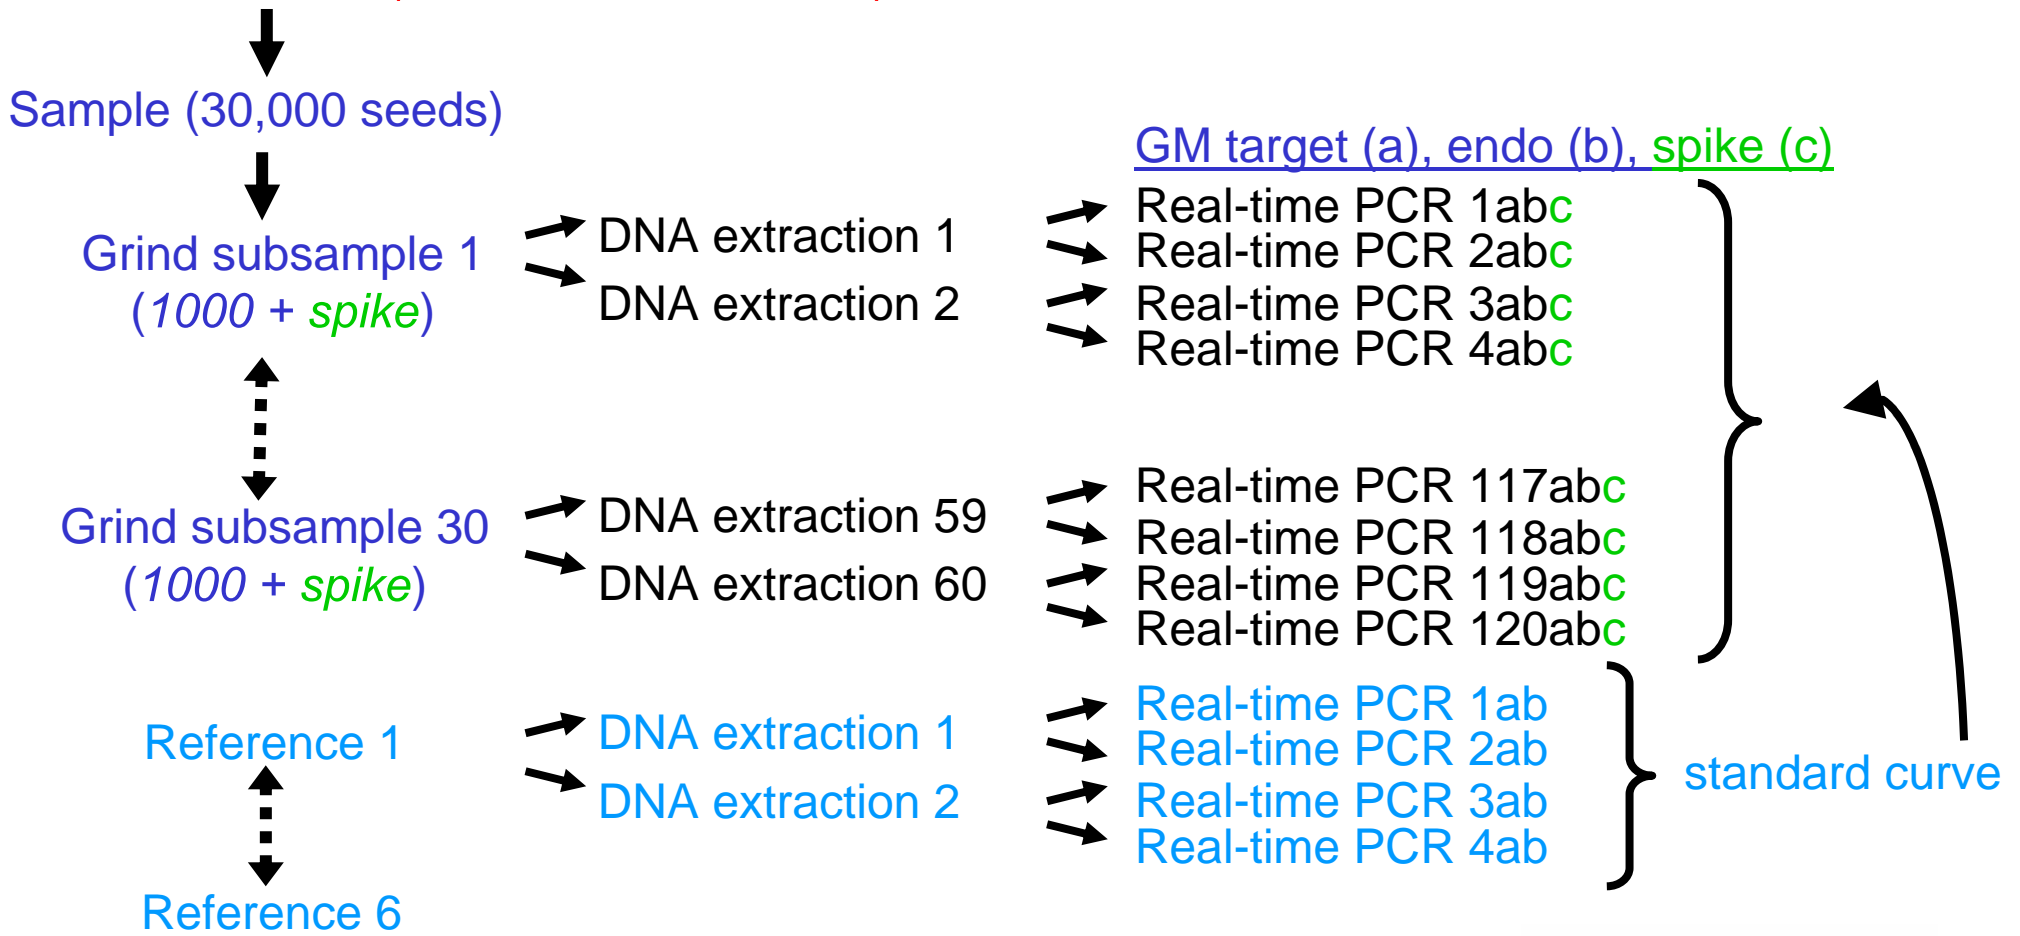 Sample (30,000 seeds)
GM target (a), endo (b), spike (c)
Grind subsample 1
(1000 + spike)
DNA extraction 1
DNA extraction 2
Real-time PCR 1abc
Real-time PCR 2abc
Real-time PCR 3abc
Real-time PCR 4abc
Grind subsample 30
(1000 + spike)
DNA extraction 59
DNA extraction 60
Real-time PCR 117abc
Real-time PCR 118abc
Real-time PCR 119abc
Real-time PCR 120abc
Reference 1
DNA extraction 1
DNA extraction 2
Real-time PCR 1ab
Real-time PCR 2ab
Real-time PCR 3ab
Real-time PCR 4ab
standard curve
Reference 6